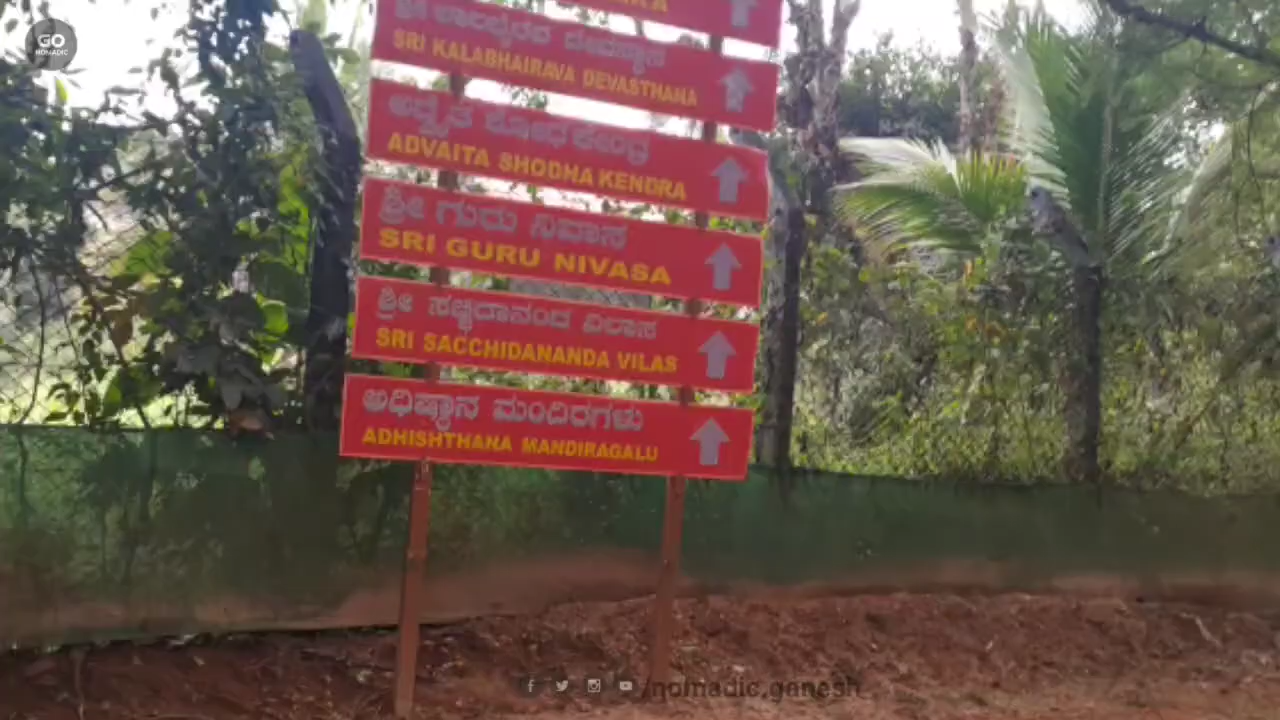 GO
NOMADIC
ಶ್ರೀ ಕಾಲಭೈರವ ದೇವಸ್ಥಾನ
SRI KALABHAIRAVA DEVASTHANA
ಅದ್ವೈತ ಶೋಧಕೇಂದ್ರ
ADVAITA SHODHA KENDRA
ಶ್ರೀ ಗುರು ನಿವಾಸ
SRI GURU NIVASA
ಶ್ರೀ ಸಚ್ಚಿದಾನಂದ ವಿಲಾಸ
SRI SACCHIDANANDA VILAS
ಅಧಿಷ್ಠಾನ ಮಂದಿರಗಳು
ADHISHTHANA MANDIRAGALU
/nomadic.ganesh